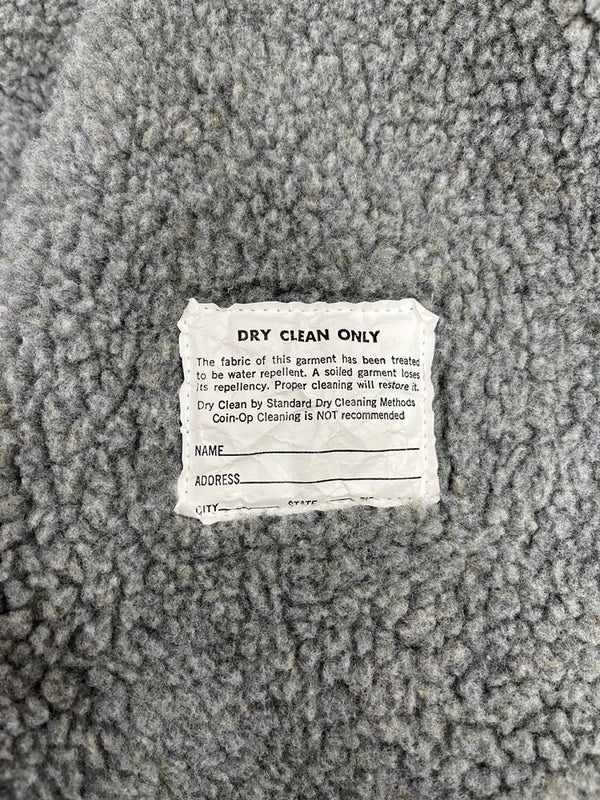 DRY CLEAN ONLY
The fabric of this garment has been treated
to be water repellent. A soiled garment loses
its repellency. Proper cleaning will restore it.
Dry Clean by Standard Dry Cleaning Methods
Coin-Op Cleaning is NOT recommended
NAME
ADDRESS
CITY STATE ZIP